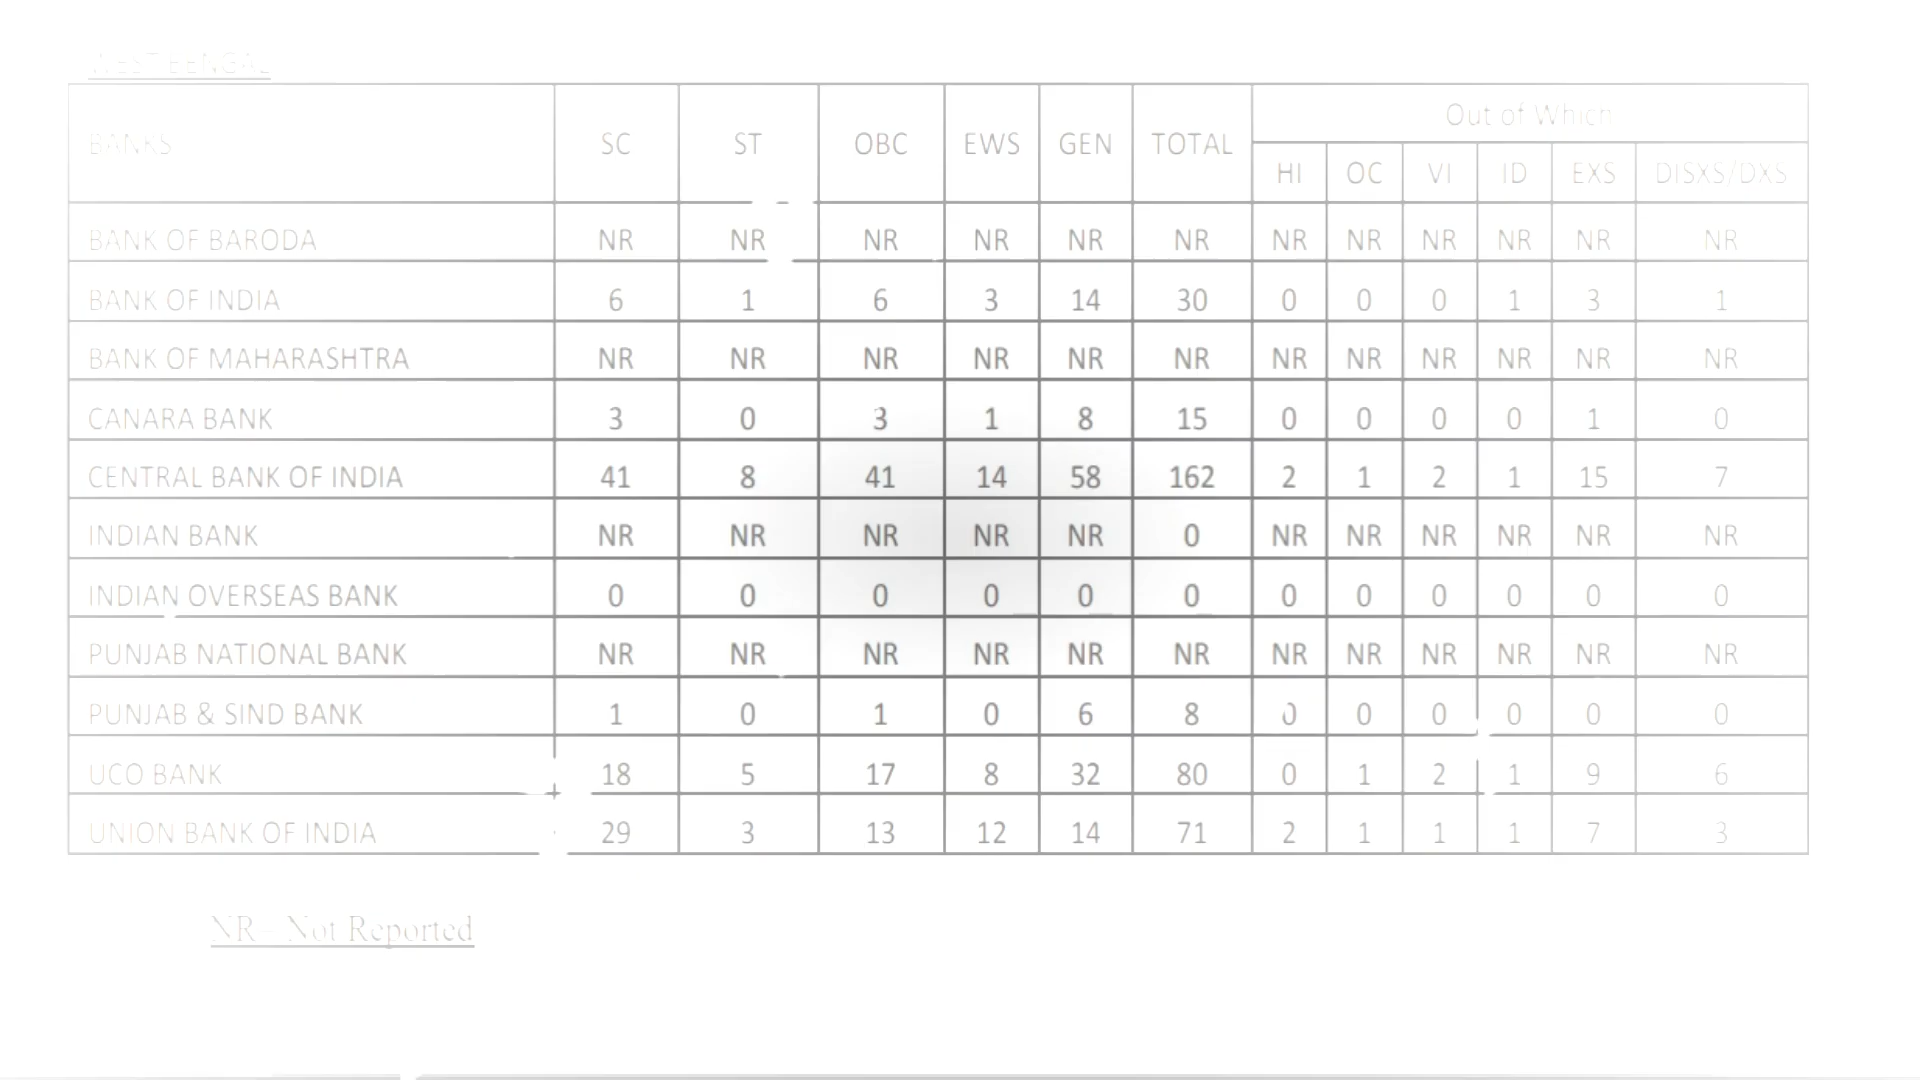 WEST BENGAL
BANKS SC ST OBC EWS GEN TOTAL Out of Which
HI OC VI ID EXS DISXS/DXS
BANK OF BARODA NR NR NR NR NR NR NR NR NR NR NR NR
BANK OF INDIA 6 1 6 3 14 30 0 0 0 1 3 1
BANK OF MAHARASHTRA NR NR NR NR NR NR NR NR NR NR NR NR
CANARA BANK 3 0 3 1 8 15 0 0 0 0 1 0
CENTRAL BANK OF INDIA 41 8 41 14 58 162 2 1 2 1 15 7
INDIAN BANK NR NR NR NR NR 0 NR NR NR NR NR NR
INDIAN OVERSEAS BANK 0 0 0 0 0 0 0 0 0 0 0 0
PUNJAB NATIONAL BANK NR NR NR NR NR NR NR NR NR NR NR NR
PUNJAB & SIND BANK 1 0 1 0 6 8 0 0 0 0 0 0
UCO BANK 18 5 17 8 32 80 0 1 2 1 9 6
UNION BANK OF INDIA 29 3 13 12 14 71 2 1 1 1 7 3
NR– Not Reported